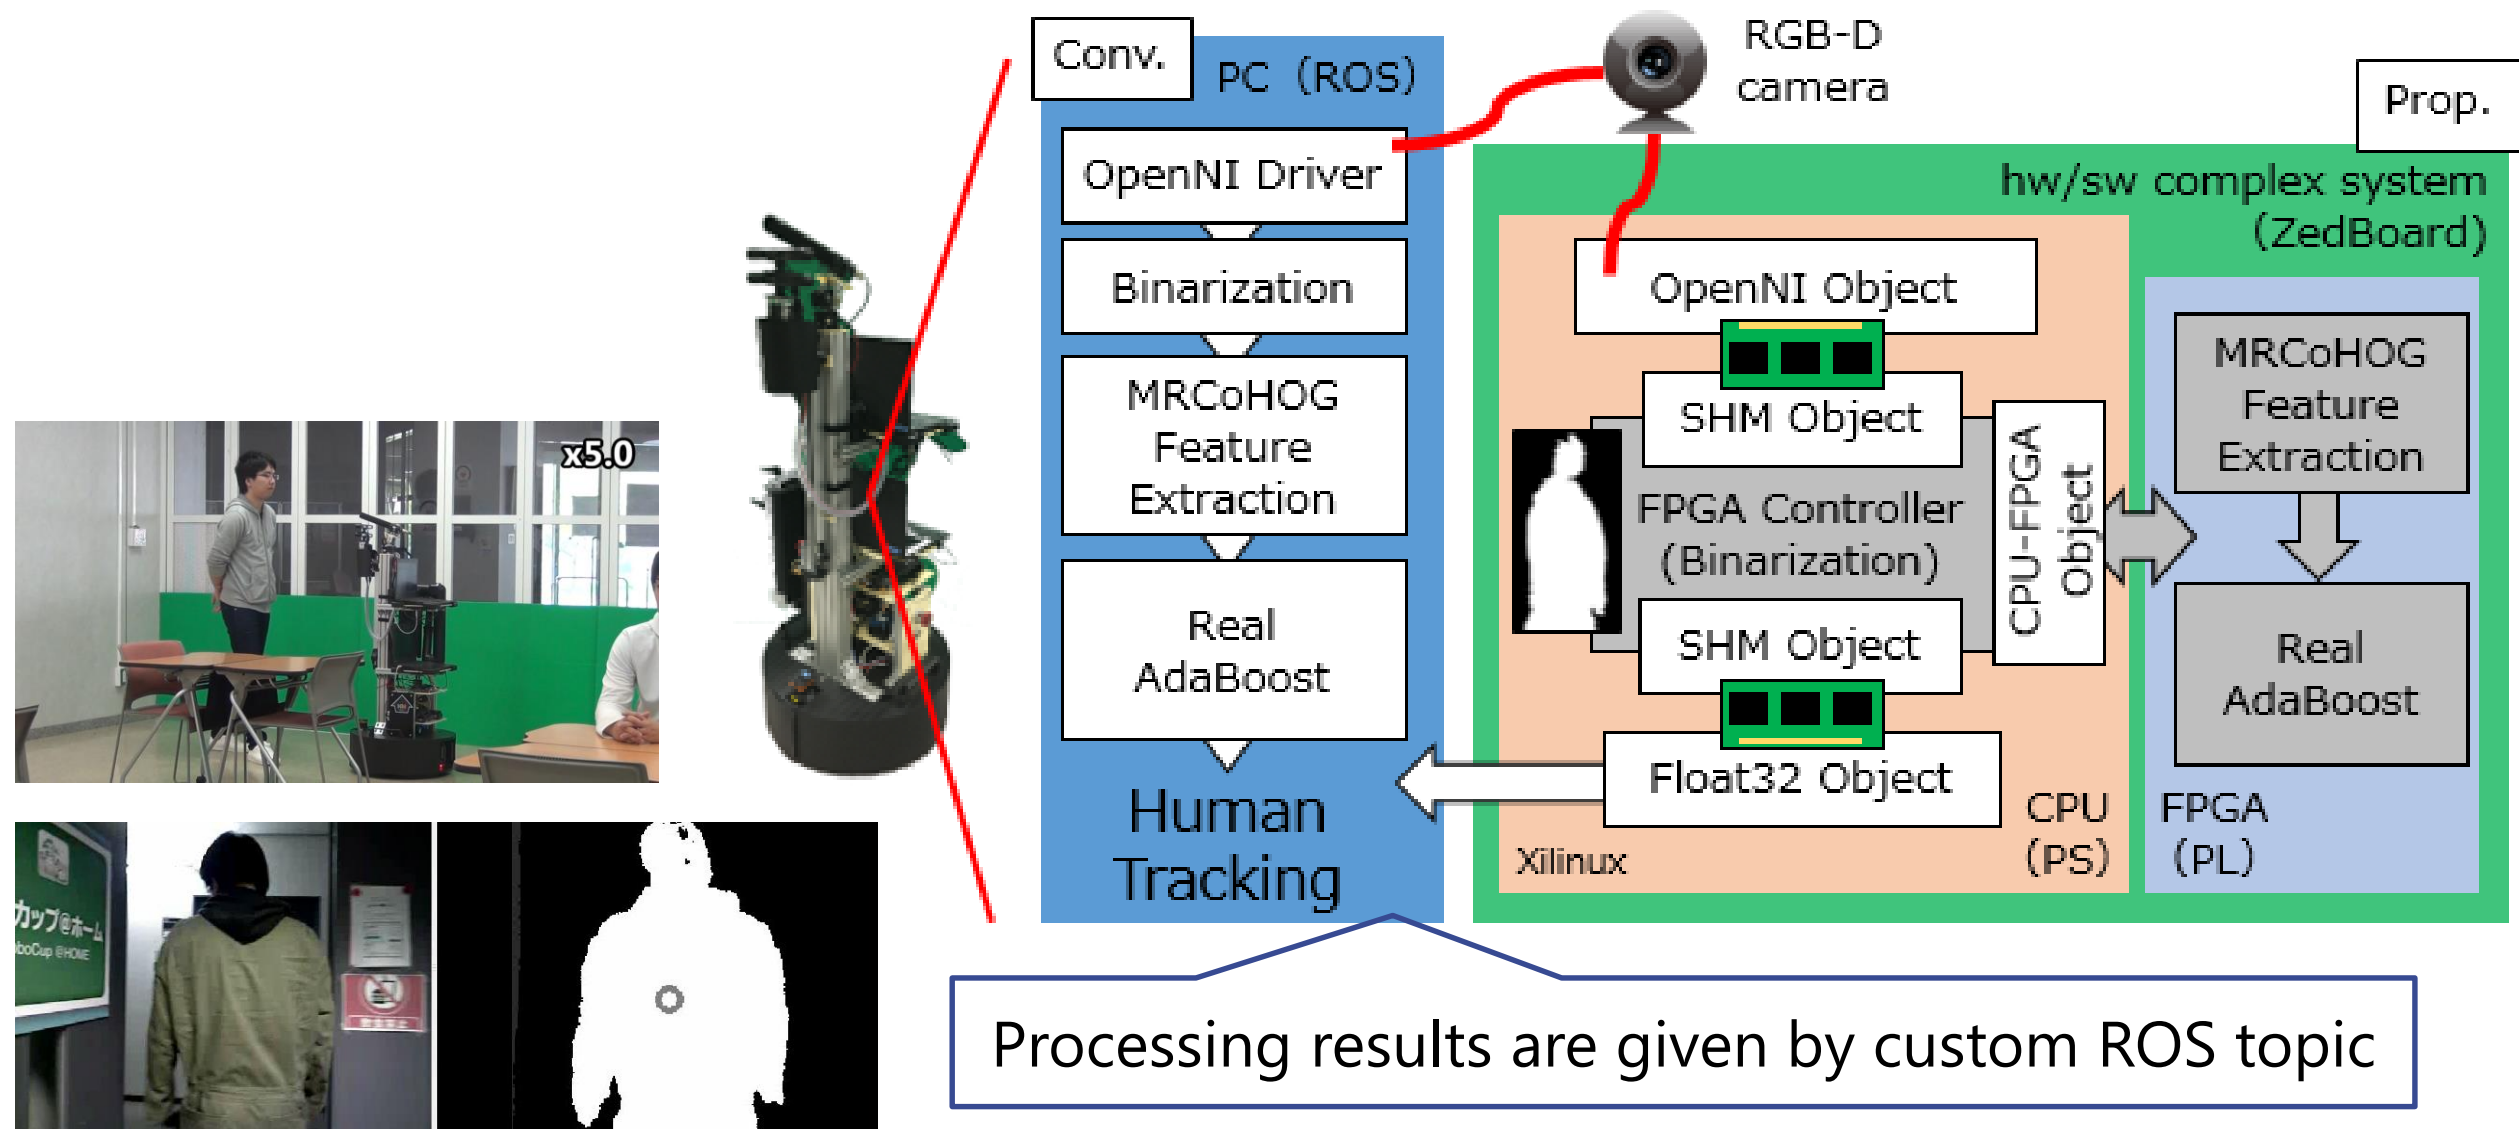 Conv.
PC (ROS)
OpenNI Driver
Binarization
MRCoHOG
Feature
Extraction
Real
AdaBoost
Human
Tracking
RGB-D
camera
Prop.
hw/sw complex system
(ZedBoard)
OpenNI Object
SHM Object
FPGA Controller
(Binarization)
CPU-FPGA
Object
SHM Object
Float32 Object
Xilinux
CPU
(PS)
MRCoHOG
Feature
Extraction
Real
AdaBoost
FPGA
(PL)
x5.0
カップ@ホーム
boCup @HOME
Processing results are given by custom ROS topic